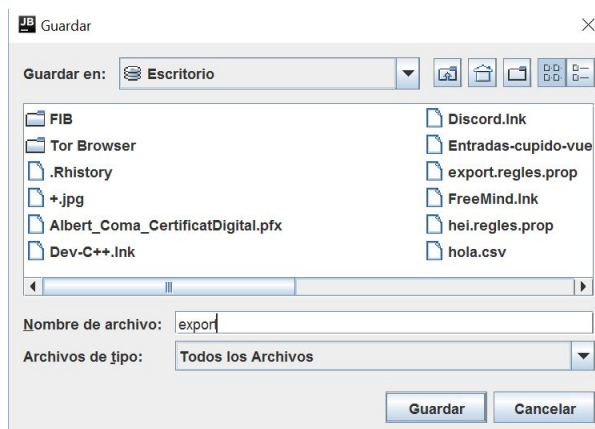 JB Guardar
Guardar en: Escritorio
FIB
Tor Browser
.Rhistory
+.jpg
Albert_Coma_CertificatDigital.pfx
Dev-C++.lnk
Discord.lnk
Entradas-cupido-vue
export.regles.prop
FreeMind.lnk
hei.regles.prop
hola.csv
Nombre de archivo: export
Archivos de tipo: Todos los Archivos
Guardar Cancelar